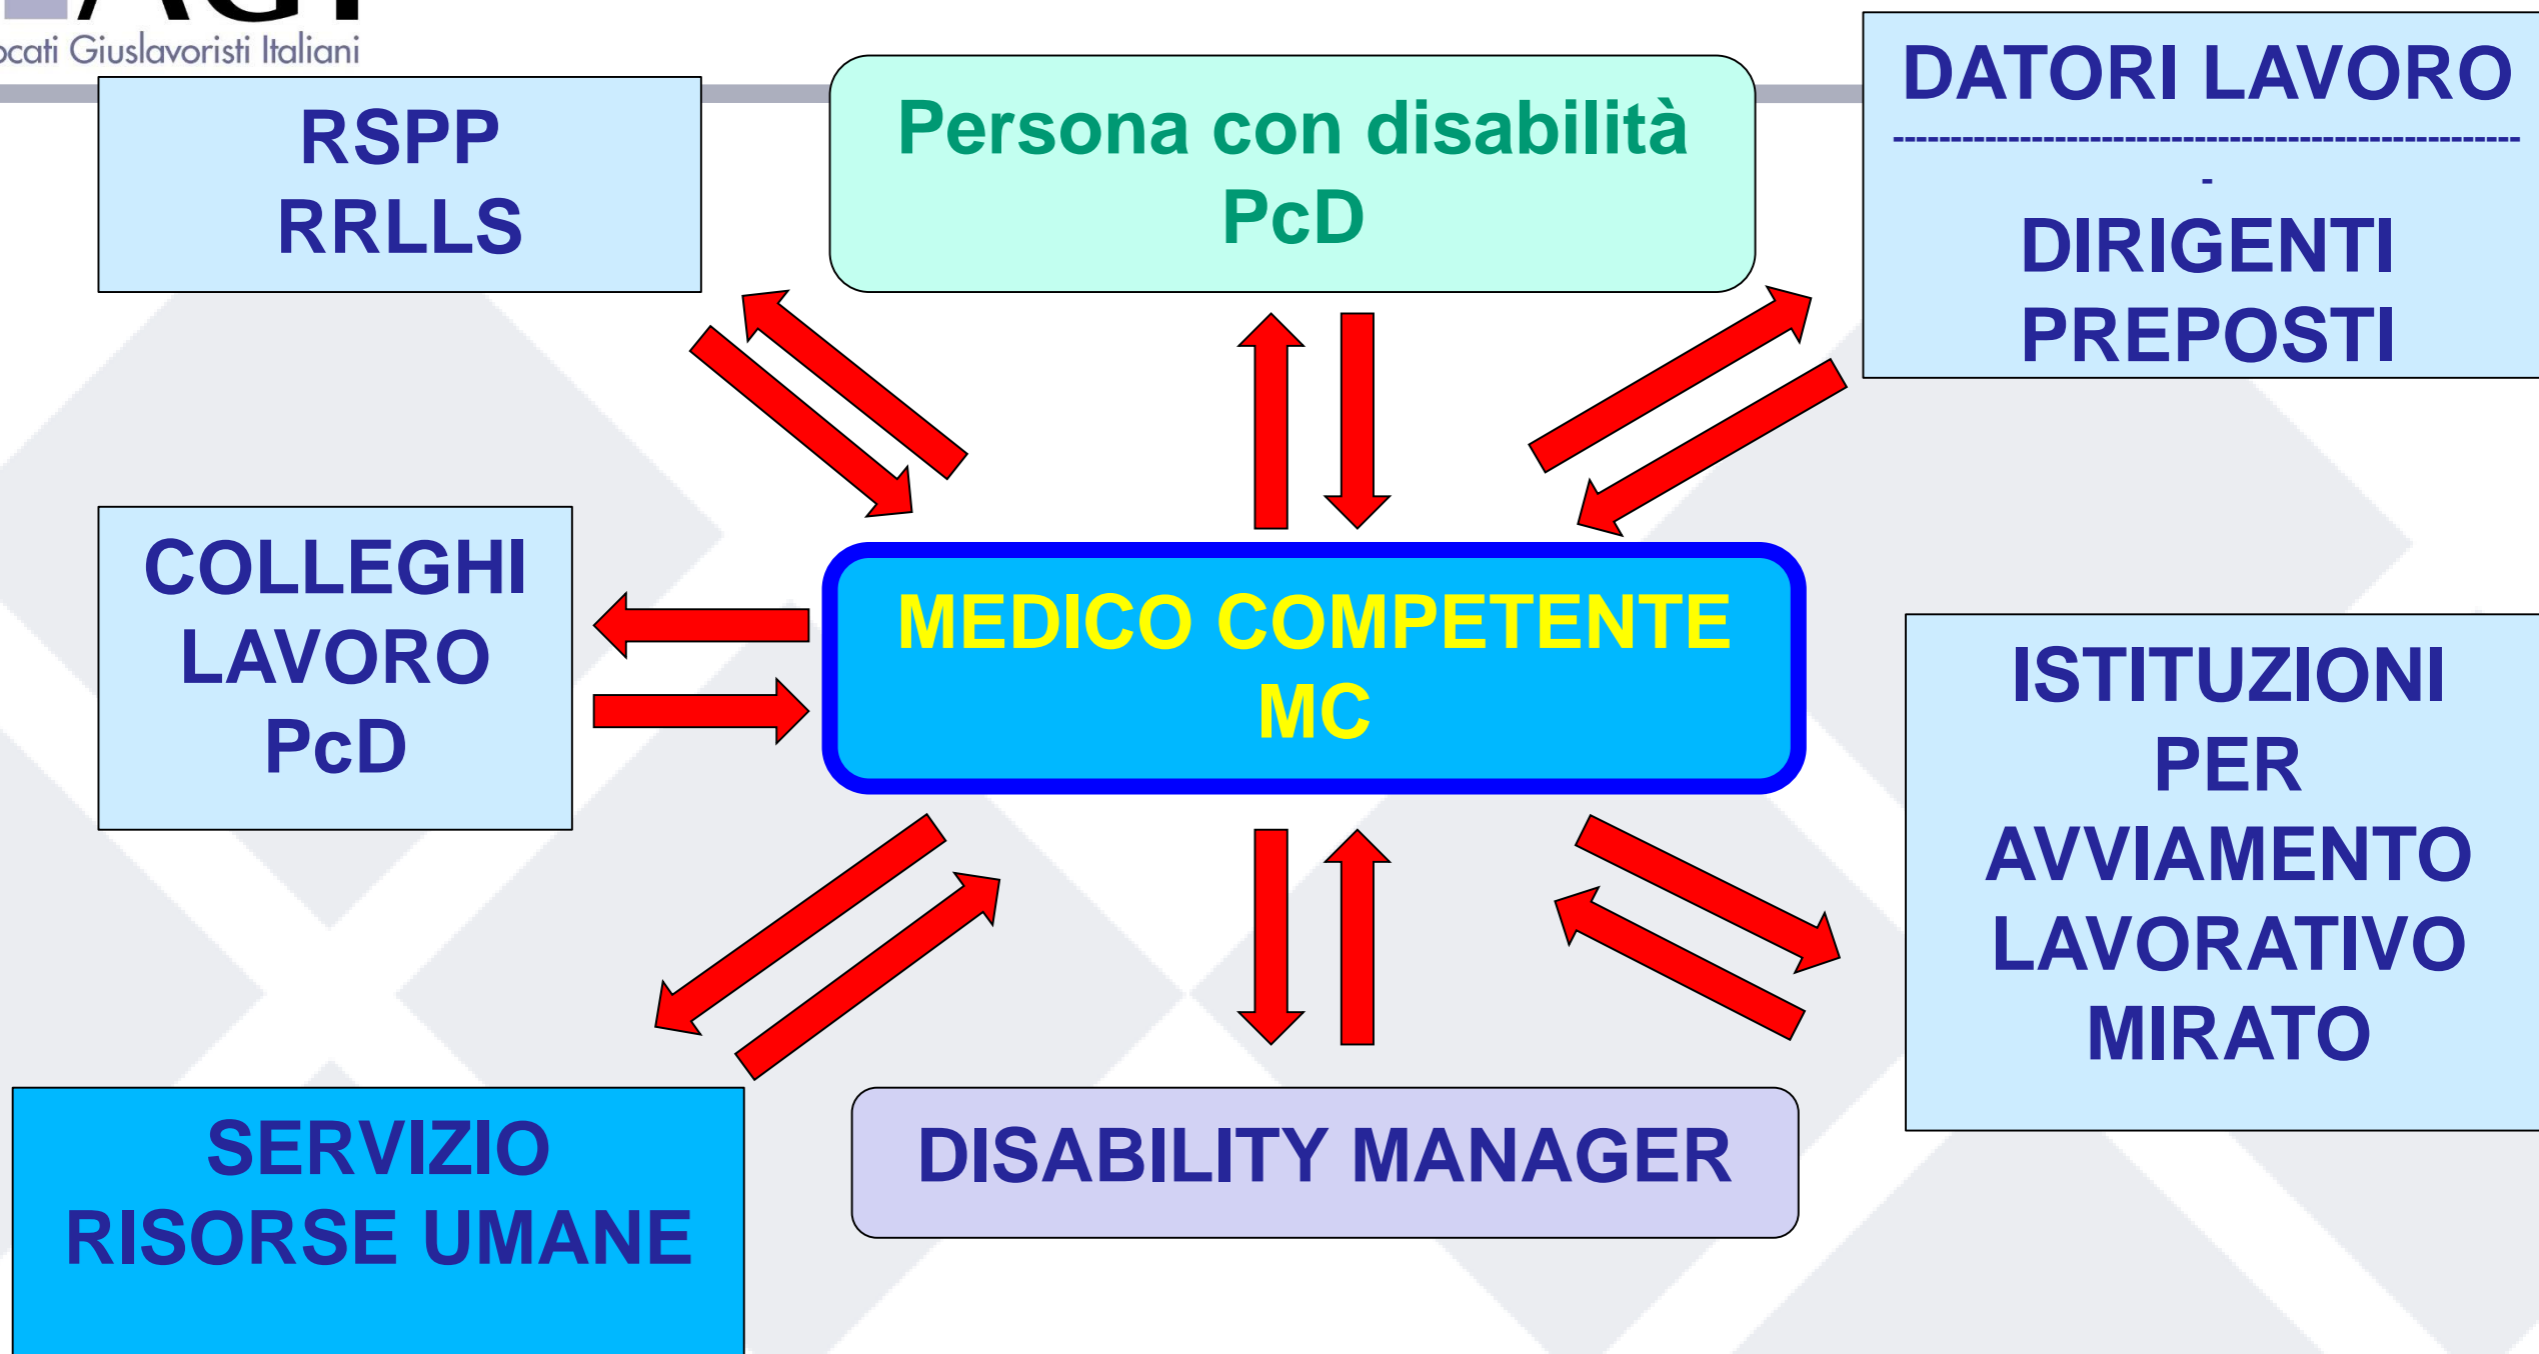 AGI
Giuslavoristi Italiani
RSPP
RRLLS
Persona con disabilità
PcD
DATORI LAVORO
------------------------------------------------------
-
DIRIGENTI
PREPOSTI
COLLEGHI
LAVORO
PcD
MEDICO COMPETENTE
MC
ISTITUZIONI
PER
AVVIAMENTO
LAVORATIVO
MIRATO
SERVIZIO
RISORSE UMANE
DISABILITY MANAGER